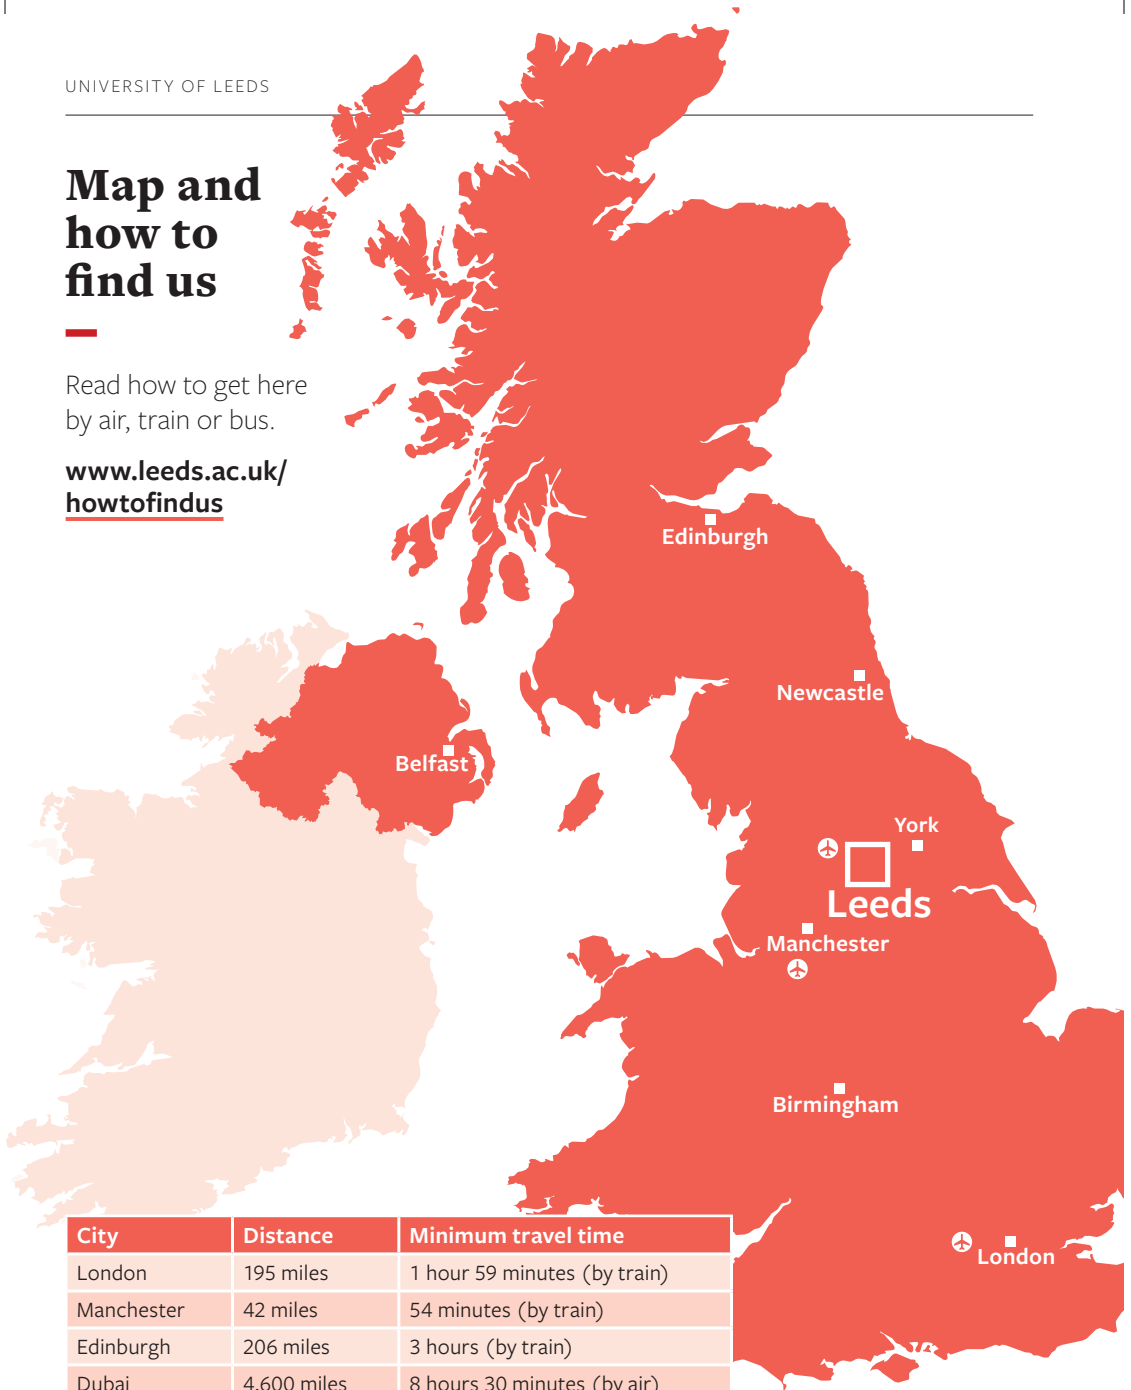 UNIVERSITY OF LEEDS
Map and
how to
find us
Read how to get here
by air, train or bus.
www.leeds.ac.uk/
howtofindus
Edinburgh
Newcastle
Belfast
York
Leeds
Manchester
Birmingham
London
City Distance Minimum travel time
London 195 miles 1 hour 59 minutes (by train)
Manchester 42 miles 54 minutes (by train)
Edinburgh 206 miles 3 hours (by train)
Dubai 4,600 miles 8 hours 30 minutes (by air)